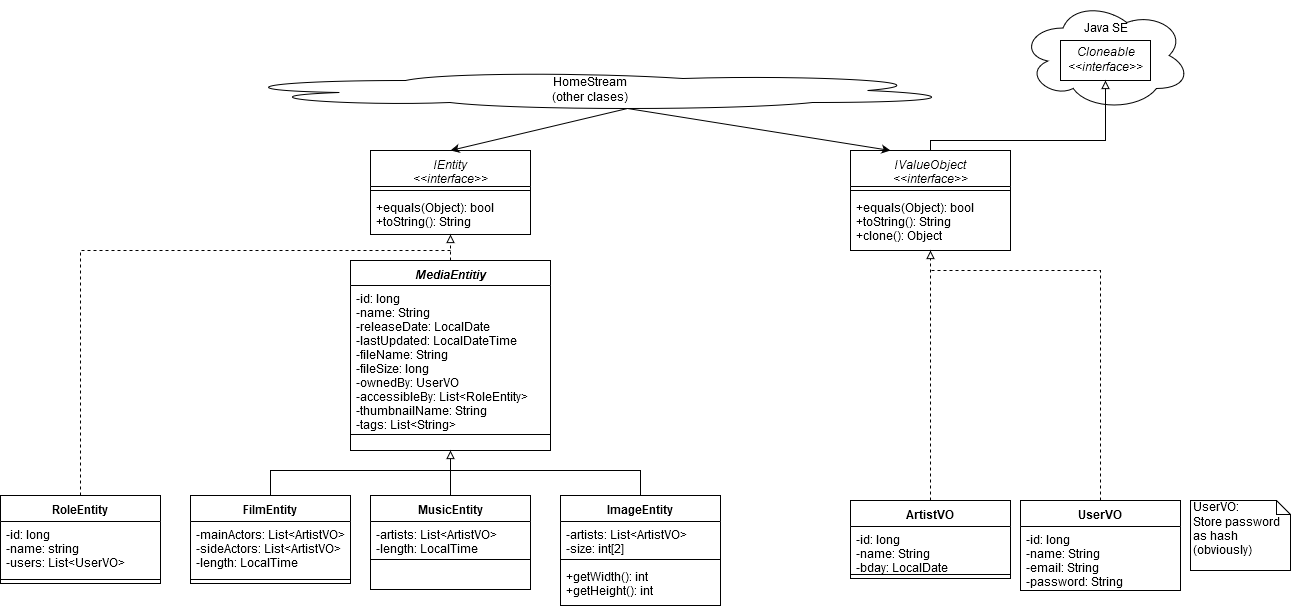 Java SE
Cloneable
<<interface>>
HomeStream
(other clases)
IEntity
<<interface>>
+equals(Object): bool
+toString(): String
IValueObject
<<interface>>
+equals(Object): bool
+toString(): String
+clone(): Object
MediaEntitiy
-id: long
-name: String
-releaseDate: LocalDate
-lastUpdated: LocalDateTime
-fileName: String
-fileSize: long
-ownedBy: UserVO
-accessibleBy: List<RoleEntity>
-thumbnailName: String
-tags: List<String>
RoleEntity
-id: long
-name: string
-users: List<UserVO>
FilmEntity
-mainActors: List<ArtistVO>
-sideActors: List<ArtistVO>
-length: LocalTime
MusicEntity
-artists: List<ArtistVO>
-length: LocalTime
ImageEntity
-artists: List<ArtistVO>
-size: int[2]
+getWidth(): int
+getHeight(): int
ArtistVO
-id: long
-name: String
-bday: LocalDate
UserVO
-id: long
-name: String
-email: String
-password: String
UserVO:
Store password
as hash
(obviously)